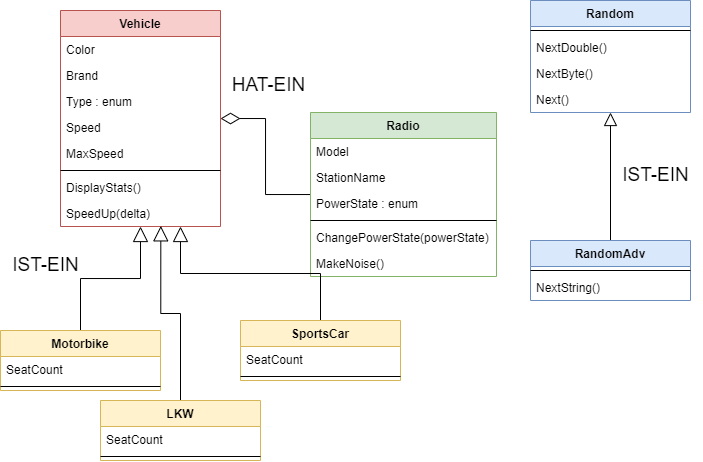 Vehicle
Color
Brand
Type : enum
Speed
MaxSpeed
DisplayStats()
SpeedUp(delta)
HAT-EIN
Radio
Model
StationName
PowerState : enum
ChangePowerState(powerState)
MakeNoise()
Random
NextDouble()
NextByte()
Next()
IST-EIN
RandomAdv
NextString()
IST-EIN
Motorbike
SeatCount
LKW
SeatCount
SportsCar
SeatCount